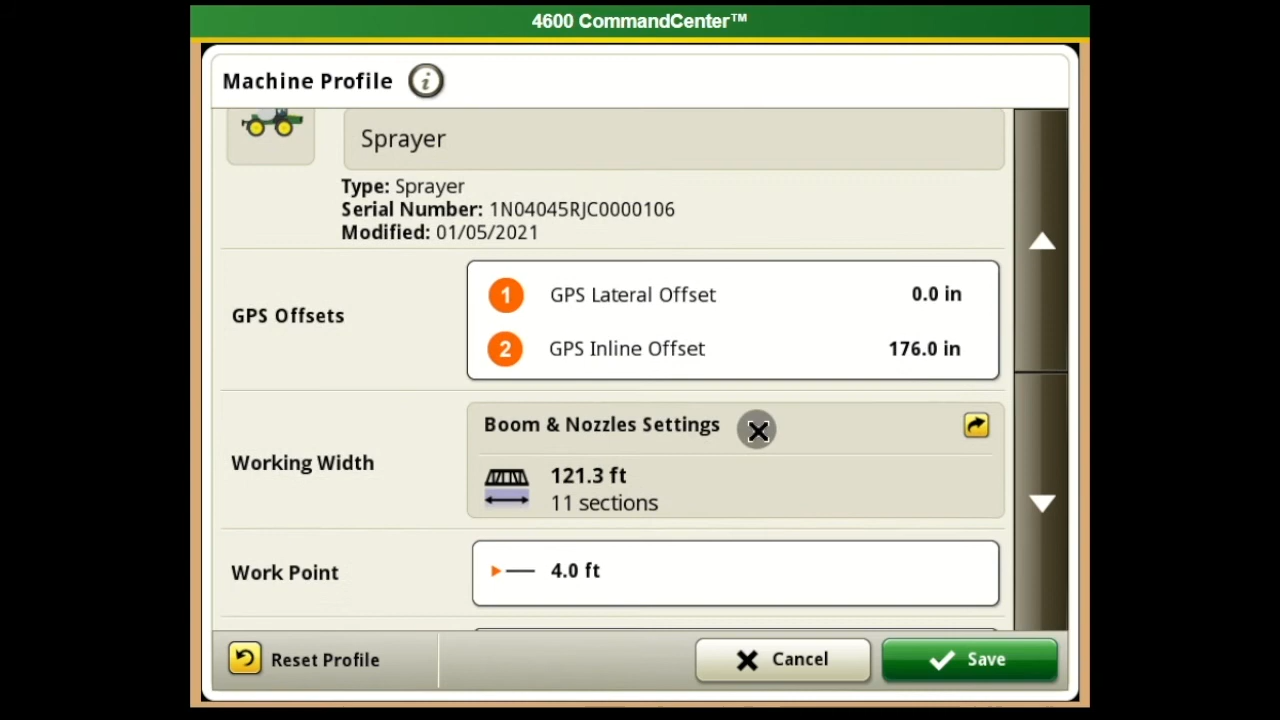 4600 CommandCenter™
Machine Profile
Sprayer
Type: Sprayer
Serial Number: 1N04045RJC0000106
Modified: 01/05/2021
GPS Offsets
1 GPS Lateral Offset 0.0 in
2 GPS Inline Offset 176.0 in
Working Width
Boom & Nozzles Settings
121.3 ft
11 sections
Work Point
4.0 ft
Reset Profile
Cancel
Save